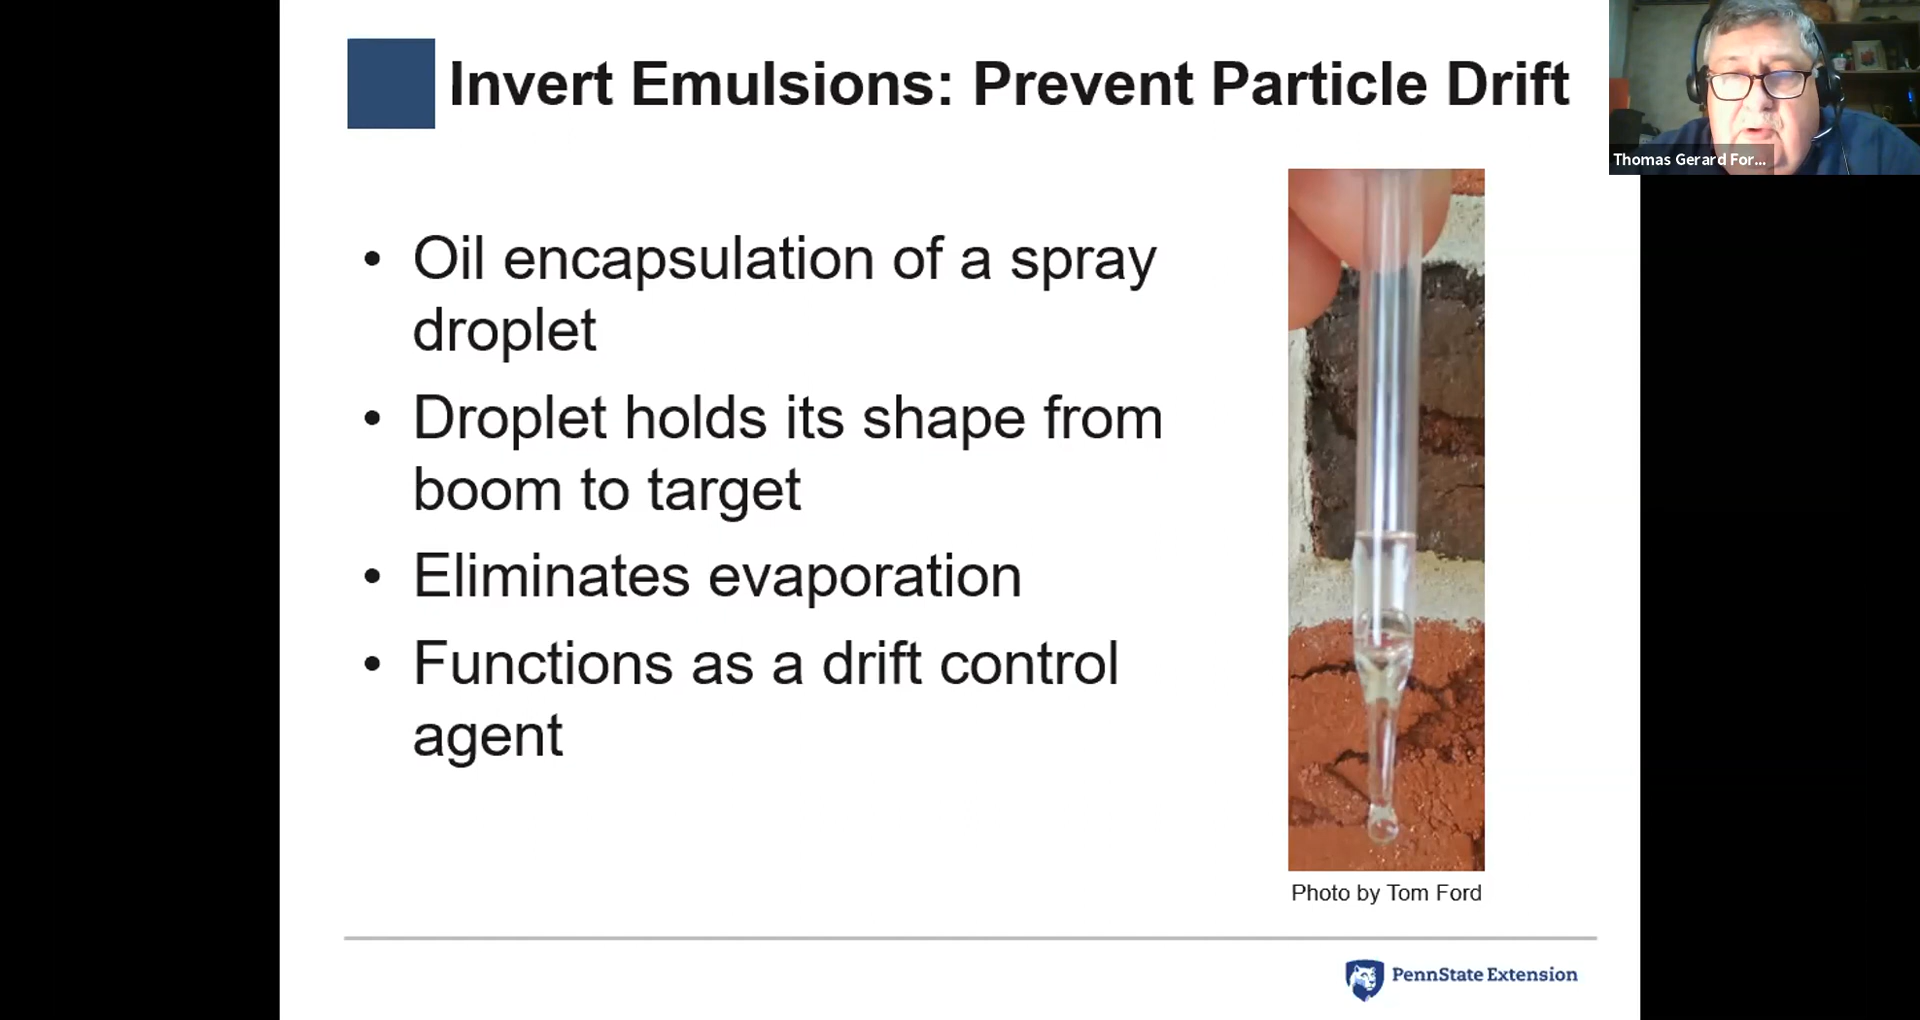 Invert Emulsions: Prevent Particle Drift
Thomas Gerard For...
• Oil encapsulation of a spray
droplet
• Droplet holds its shape from
boom to target
• Eliminates evaporation
• Functions as a drift control
agent
Photo by Tom Ford
PennState Extension